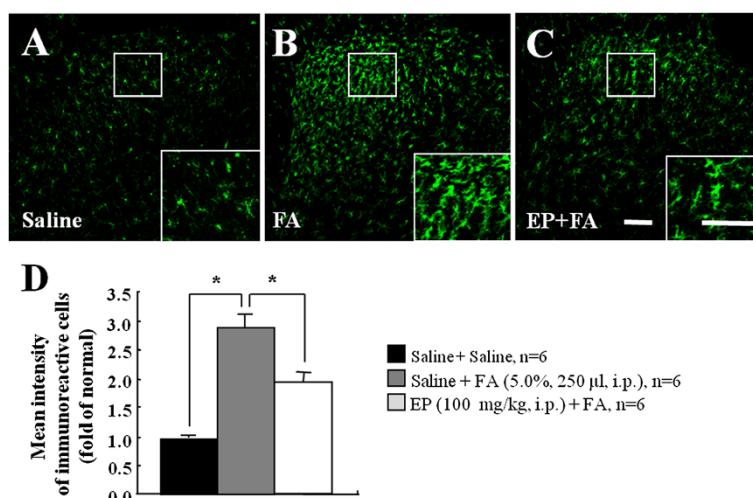 A
B
C
Saline
FA
EP+FA
D
Mean intensity
of immunoreactive cells
(fold of normal)
3.5
3.0
2.5
2.0
1.5
1.0
0.5
0.0
*
*
Saline + Saline, n=6
Saline + FA (5.0%, 250 µl, i.p.), n=6
EP (100 mg/kg, i.p.) + FA, n=6